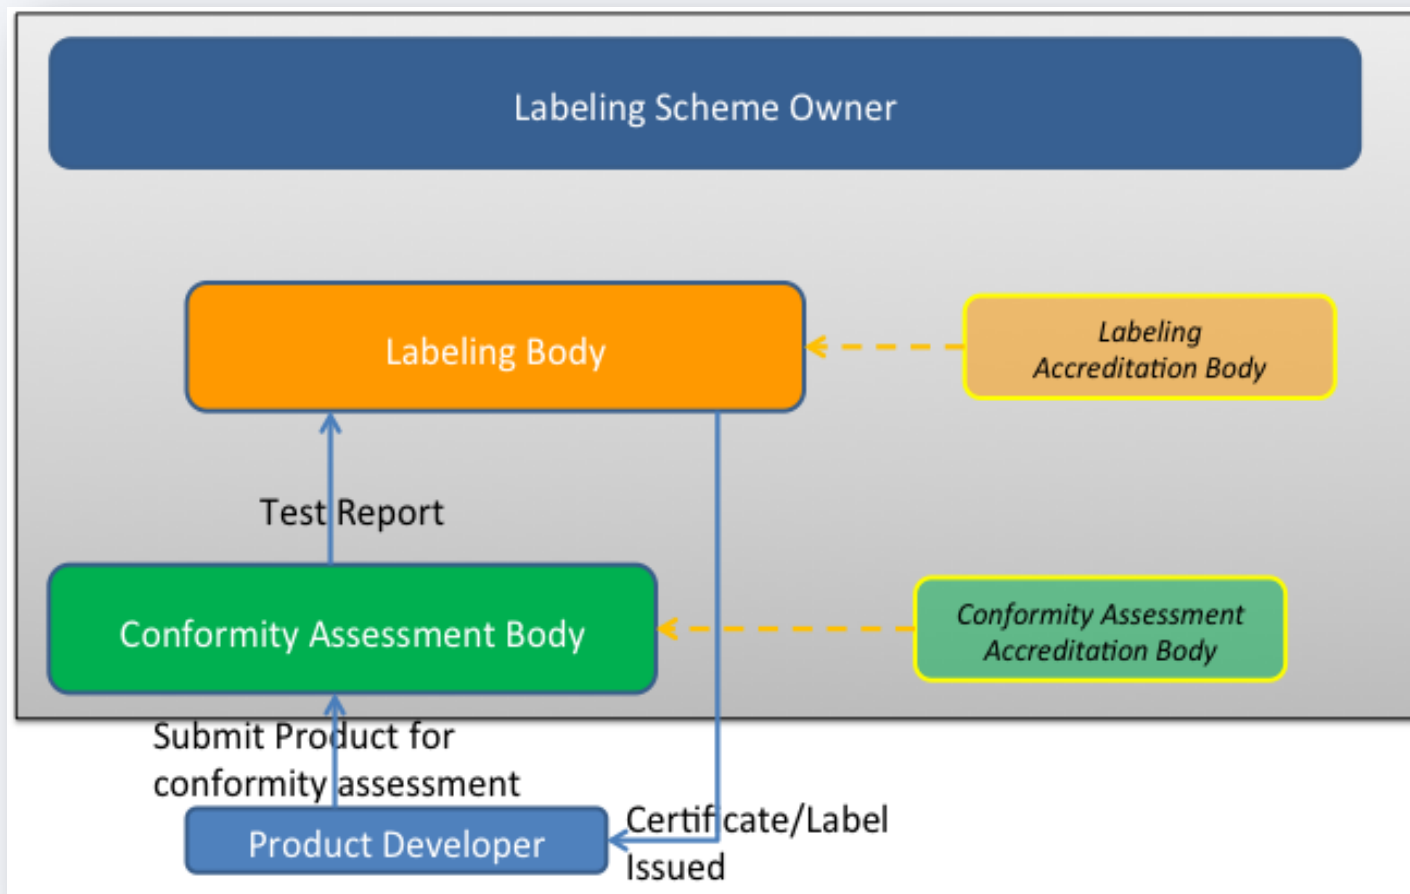 Labeling Scheme Owner
Labeling Body
Labeling
Accreditation Body
Test Report
Conformity Assessment Body
Conformity Assessment
Accreditation Body
Submit Product for
conformity assessment
Product Developer
Certificate/Label
Issued